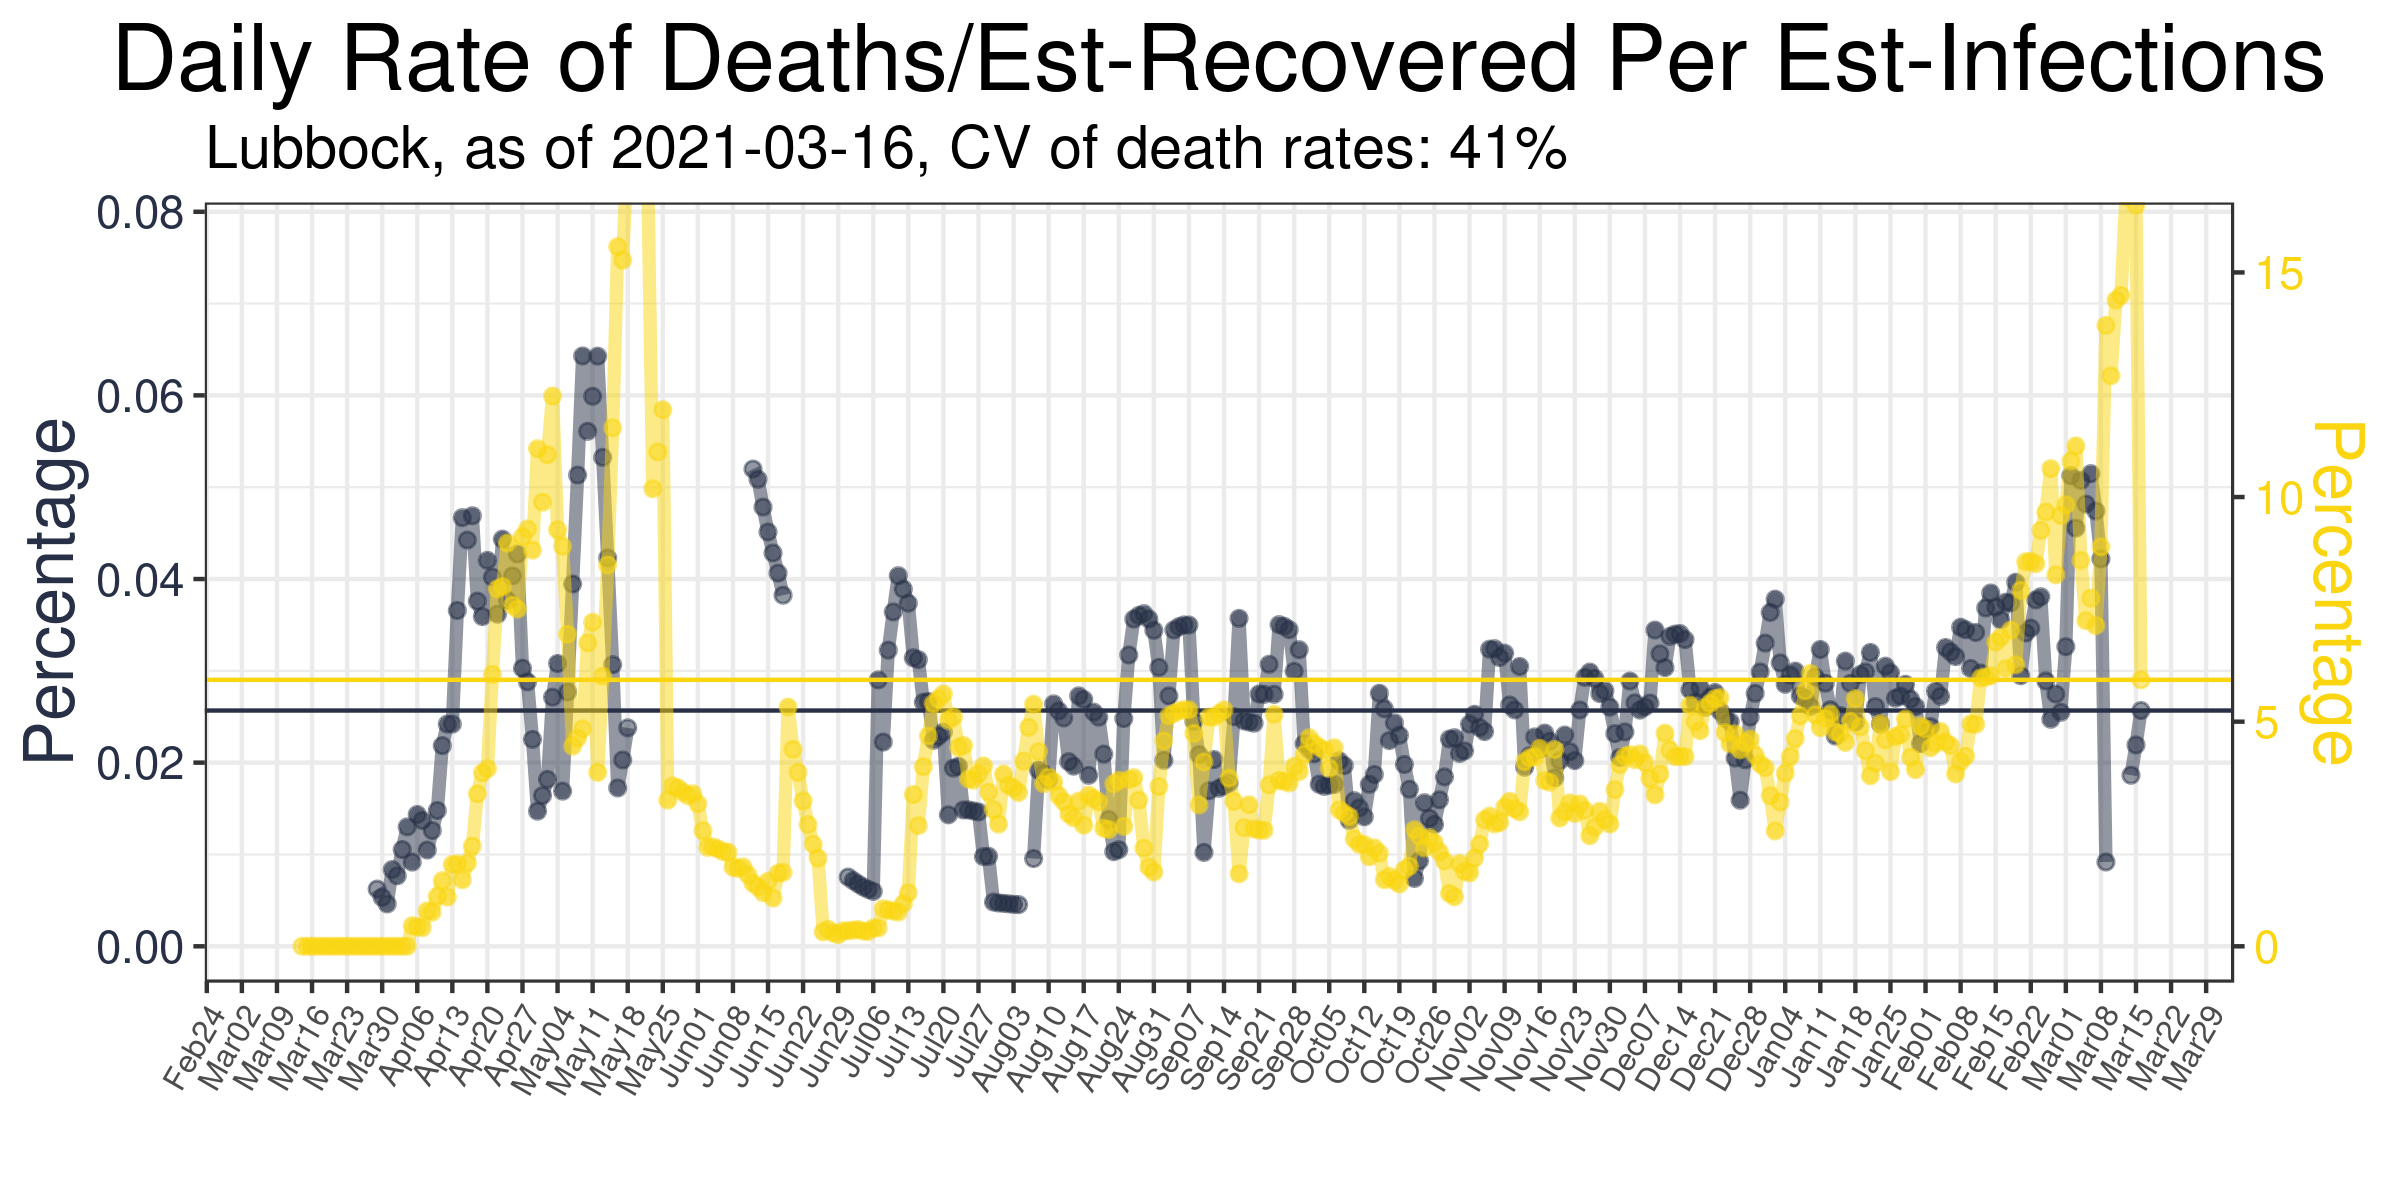 Daily Rate of Deaths/Est-Recovered Per Est-Infections
Lubbock, as of 2021-03-16, CV of death rates: 41%
Percentage
0.08
0.06
0.04
0.02
0.00
15
10
5
0
Percentage
Feb24
Mar02
Mar09
Mar16
Mar23
Mar30
Apr06
Apr13
Apr20
Apr27
May04
May11
May18
May25
Jun01
Jun08
Jun15
Jun22
Jun29
Jul06
Jul13
Jul20
Jul27
Aug03
Aug10
Aug17
Aug24
Aug31
Sep07
Sep14
Sep21
Sep28
Oct05
Oct12
Oct19
Oct26
Nov02
Nov09
Nov16
Nov23
Nov30
Dec07
Dec14
Dec21
Dec28
Jan04
Jan11
Jan18
Jan25
Feb01
Feb08
Feb15
Feb22
Mar01
Mar08
Mar15
Mar22
Mar29